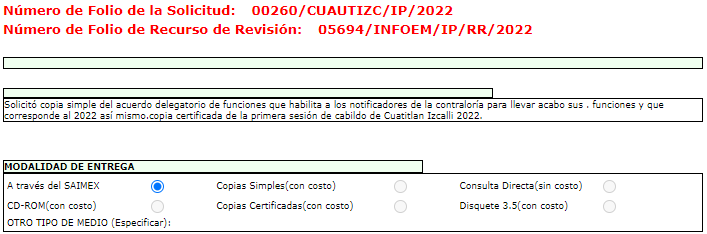 Número de Folio de la Solicitud: 00260/CUAUTIZC/IP/2022
Número de Folio de Recurso de Revisión: 05694/INFOEM/IP/RR/2022
Solicitó copia simple del acuerdo delegatorio de funciones que habilita a los notificadores de la contraloría para llevar acabo sus . funciones y que
corresponde al 2022 así mismo.copia certificada de la primera sesión de cabildo de Cuatitlan Izcalli 2022.
MODALIDAD DE ENTREGA
A través del SAIMEX Copias Simples(con costo) Consulta Directa(sin costo)
CD-ROM(con costo) Copias Certificadas(con costo) Disquete 3.5(con costo)
OTRO TIPO DE MEDIO (Especificar):